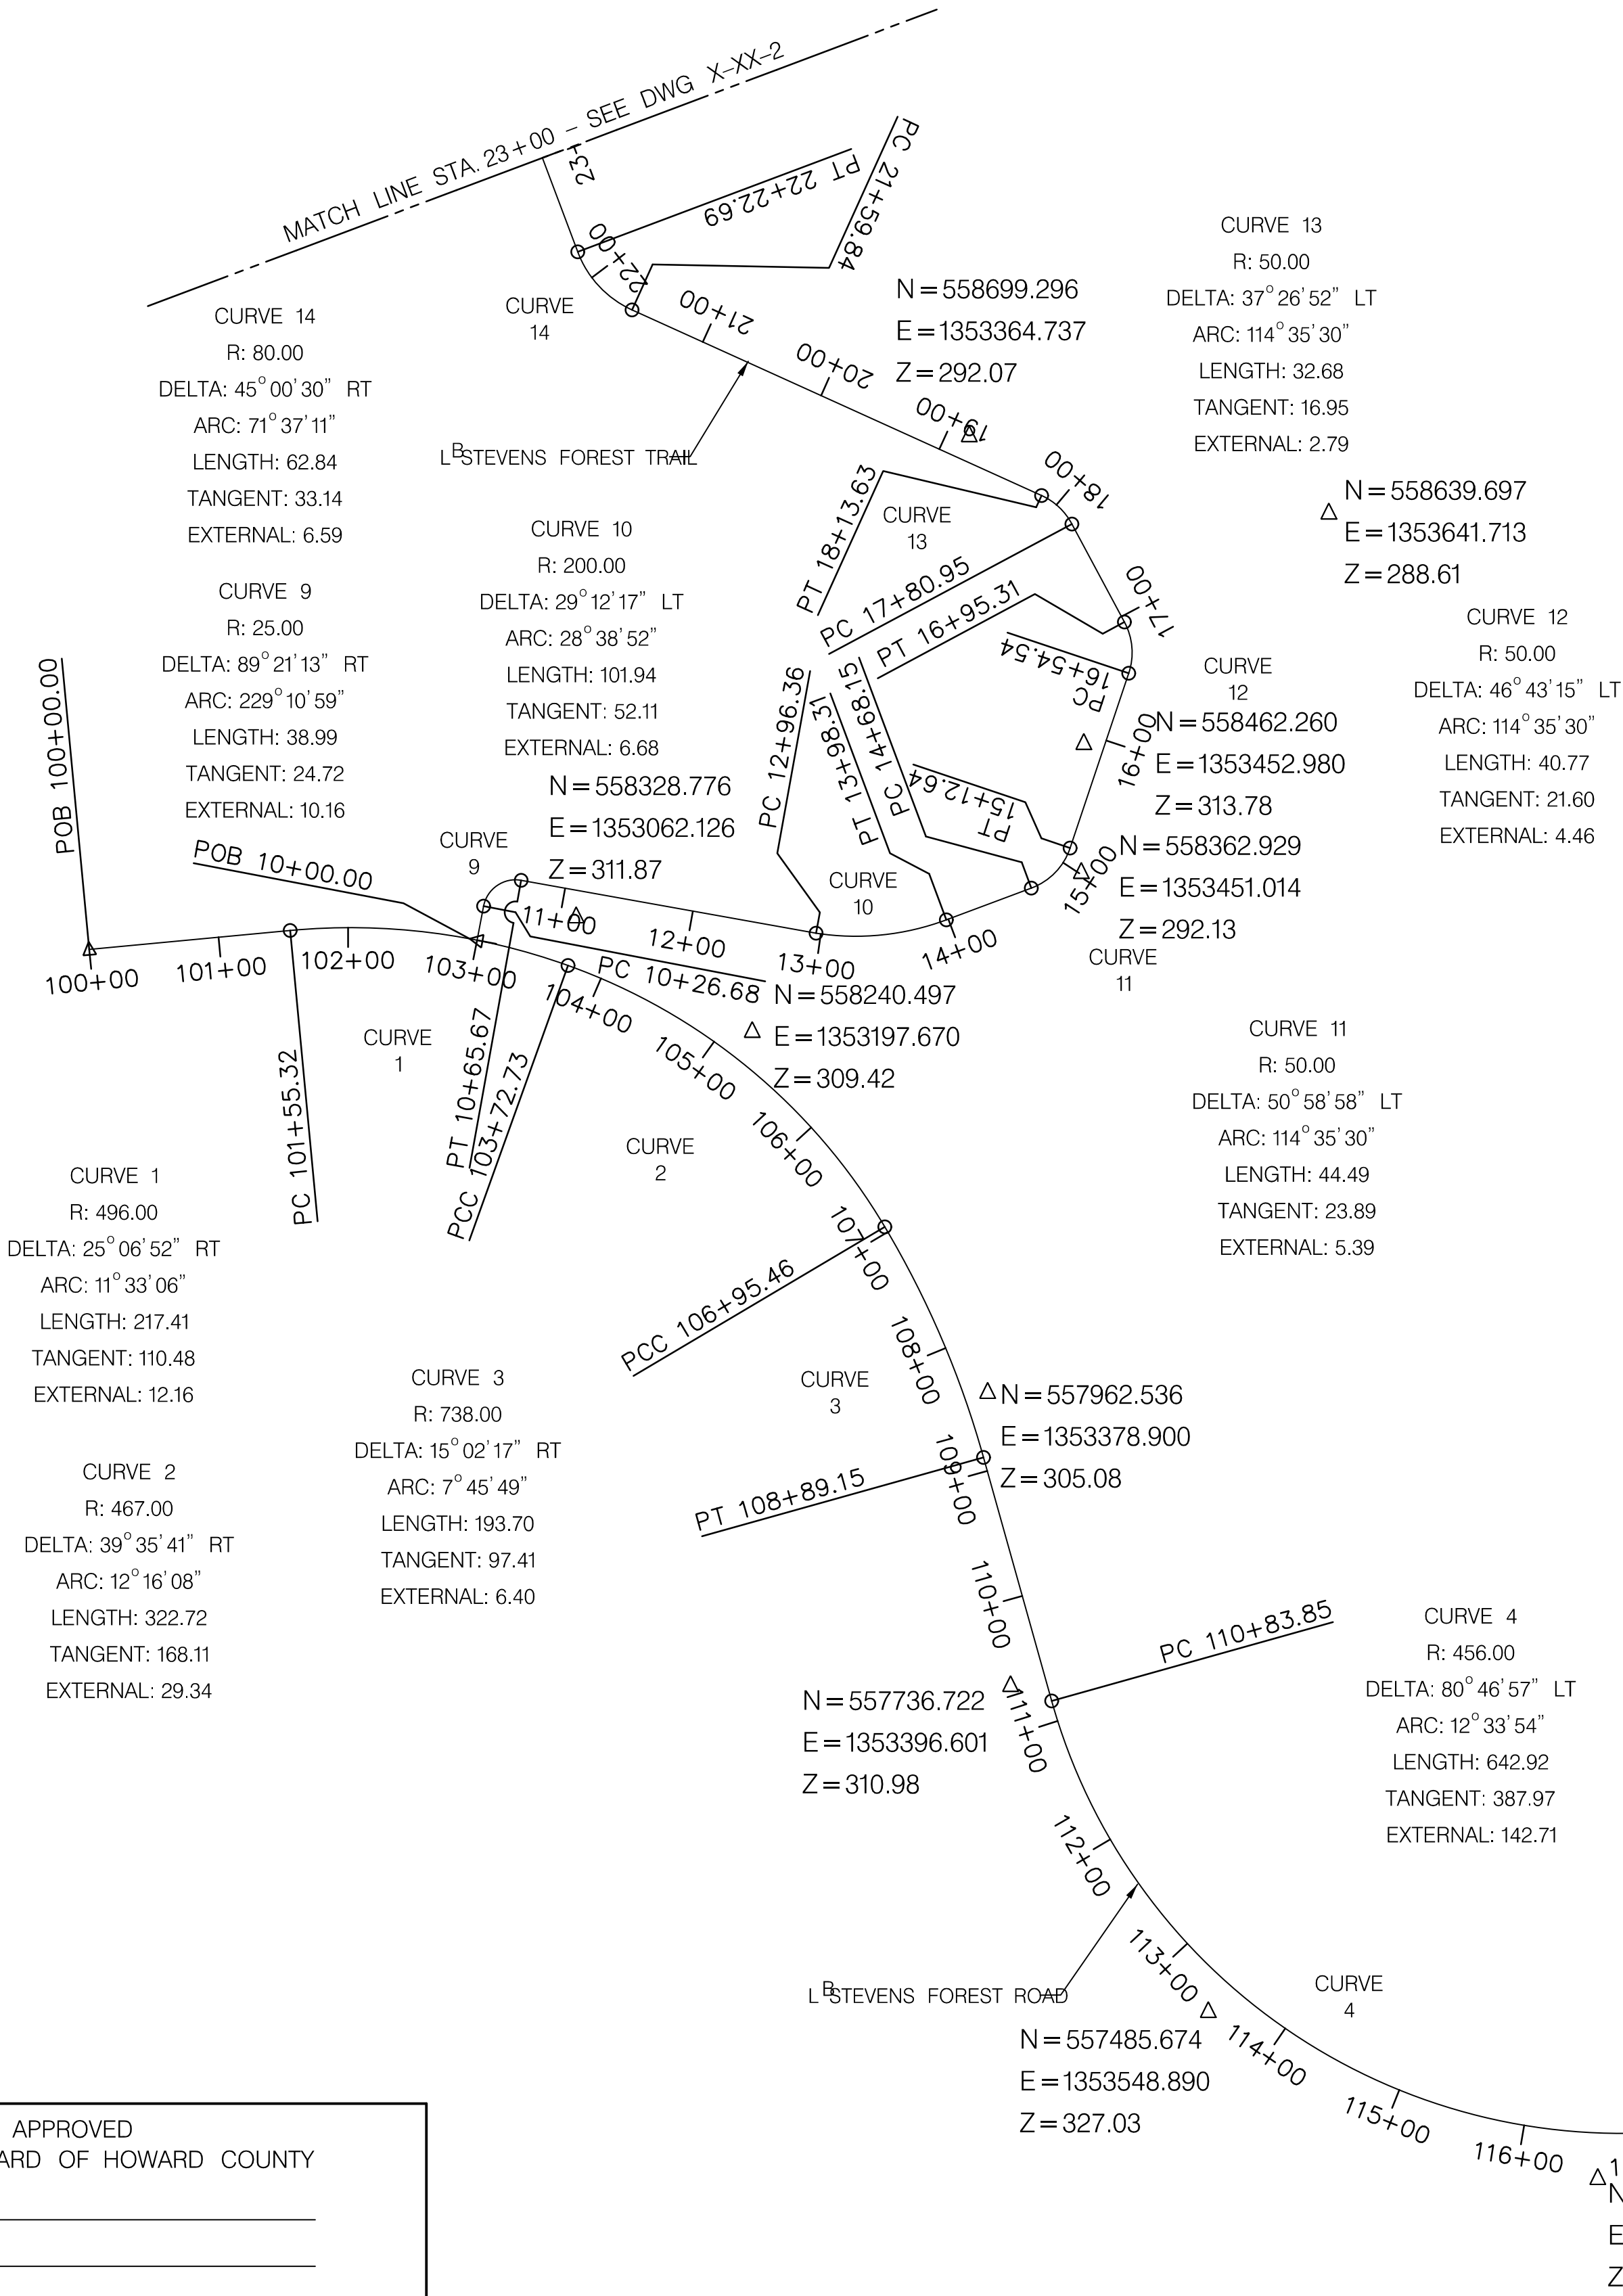 MATCH LINE STA. 23+00 - SEE DWG X-XX-2
23+
PT 22+22.69
PC 21+59.84
22+00
21+00
20+00
19+00
18+00
17+00
16+00
15+00
CURVE 14
R: 80.00
DELTA: 45°00'30" RT
ARC: 71°37'11"
LENGTH: 62.84
TANGENT: 33.14
EXTERNAL: 6.59
CURVE
14
N=558699.296
E=1353364.737
Z=292.07
CURVE 13
R: 50.00
DELTA: 37°26'52" LT
ARC: 114°35'30"
LENGTH: 32.68
TANGENT: 16.95
EXTERNAL: 2.79
STEVENS FOREST TRAIL
CURVE 9
R: 25.00
DELTA: 89°21'13" RT
ARC: 229°10'59"
LENGTH: 38.99
TANGENT: 24.72
EXTERNAL: 10.16
CURVE 10
R: 200.00
DELTA: 29°12'17" LT
ARC: 28°38'52"
LENGTH: 101.94
TANGENT: 52.11
EXTERNAL: 6.68
PT 18+13.63
CURVE
13
PC 17+80.95
PT 16+95.31
PC 16+54.54
N=558639.697
E=1353641.713
Z=288.61
CURVE
12
CURVE 12
R: 50.00
DELTA: 46°43'15" LT
ARC: 114°35'30"
LENGTH: 40.77
TANGENT: 21.60
EXTERNAL: 4.46
N=558462.260
E=1353452.980
Z=313.78
PC 12+96.36
PT 13+98.31
PC 14+68.15
PT 15+12.64
N=558328.776
E=1353062.126
Z=311.87
N=558362.929
E=1353451.014
Z=292.13
POB 100+00.00
POB 10+00.00
CURVE
9
CURVE
10
CURVE
11
11+00
12+00
13+00
14+00
100+00
101+00
102+00
103+00
104+00
PC 10+26.68
N=558240.497
E=1353197.670
Z=309.42
CURVE 11
R: 50.00
DELTA: 50°58'58" LT
ARC: 114°35'30"
LENGTH: 44.49
TANGENT: 23.89
EXTERNAL: 5.39
CURVE
1
PC 101+55.32
PT 10+65.67
PCC 103+72.73
105+00
106+00
CURVE
2
CURVE 1
R: 496.00
DELTA: 25°06'52" RT
ARC: 11°33'06"
LENGTH: 217.41
TANGENT: 110.48
EXTERNAL: 12.16
107+00
PCC 106+95.46
108+00
CURVE 3
R: 738.00
DELTA: 15°02'17" RT
ARC: 7°45'49"
LENGTH: 193.70
TANGENT: 97.41
EXTERNAL: 6.40
CURVE
3
N=557962.536
E=1353378.900
Z=305.08
CURVE 2
R: 467.00
DELTA: 39°35'41" RT
ARC: 12°16'08"
LENGTH: 322.72
TANGENT: 168.11
EXTERNAL: 29.34
109+00
PT 108+89.15
110+00
PC 110+83.85
CURVE 4
R: 456.00
DELTA: 80°46'57" LT
ARC: 12°33'54"
LENGTH: 642.92
TANGENT: 387.97
EXTERNAL: 142.71
N=557736.722
E=1353396.601
Z=310.98
111+00
112+00
113+00
STEVENS FOREST ROAD
CURVE
4
N=557485.674
E=1353548.890
Z=327.03
114+00
115+00
116+00
1
N
E
Z
APPROVED
ARD OF HOWARD COUNTY